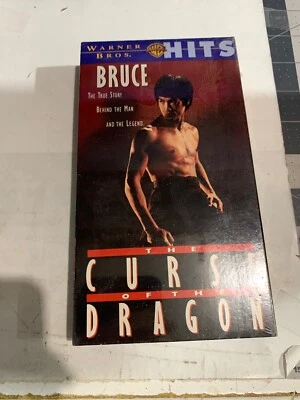 WARNER BROS. HITS
BRUCE
THE TRUE STORY
BEHIND THE MAN
AND THE LEGEND
THE
CURSE
OF THE
DRAGON